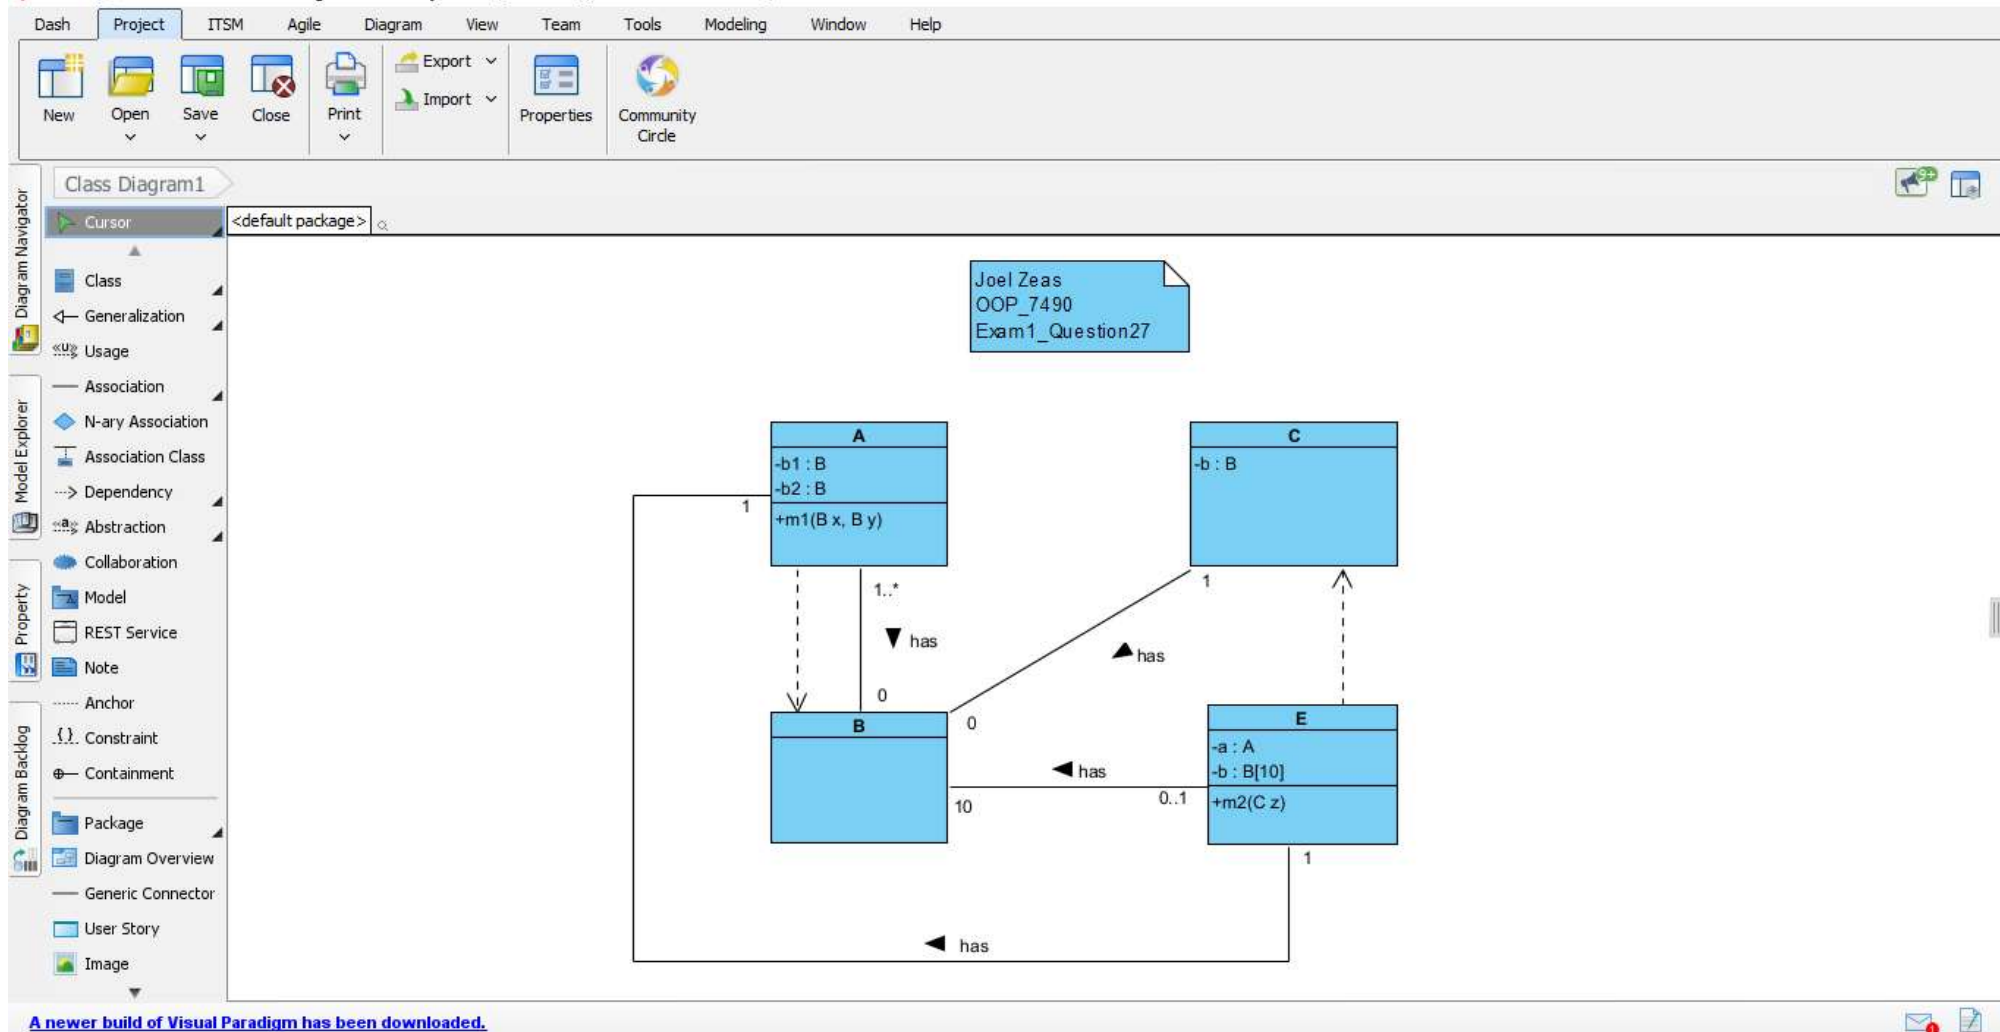 Dash Project ITSM Agile Diagram View Team Tools Modeling Window Help
New Open Save Close Print Export Import Properties Community Circle
Diagram Navigator
Model Explorer
Property
Diagram Backlog
Class Diagram1
9+
Cursor
<default package>
Class
Generalization
«U» Usage
Association
N-ary Association
Association Class
Dependency
«a» Abstraction
Collaboration
Model
REST Service
Note
Anchor
{} Constraint
Containment
Package
Diagram Overview
Generic Connector
User Story
Image
Joel Zeas
OOP_7490
Exam1_Question27
A
-b1 : B
-b2 : B
+m1(B x, B y)
C
-b : B
1
1..*
has
0
1
has
0
B
E
-a : A
-b : B[10]
+m2(C z)
has
10
0..1
1
has
A newer build of Visual Paradigm has been downloaded.